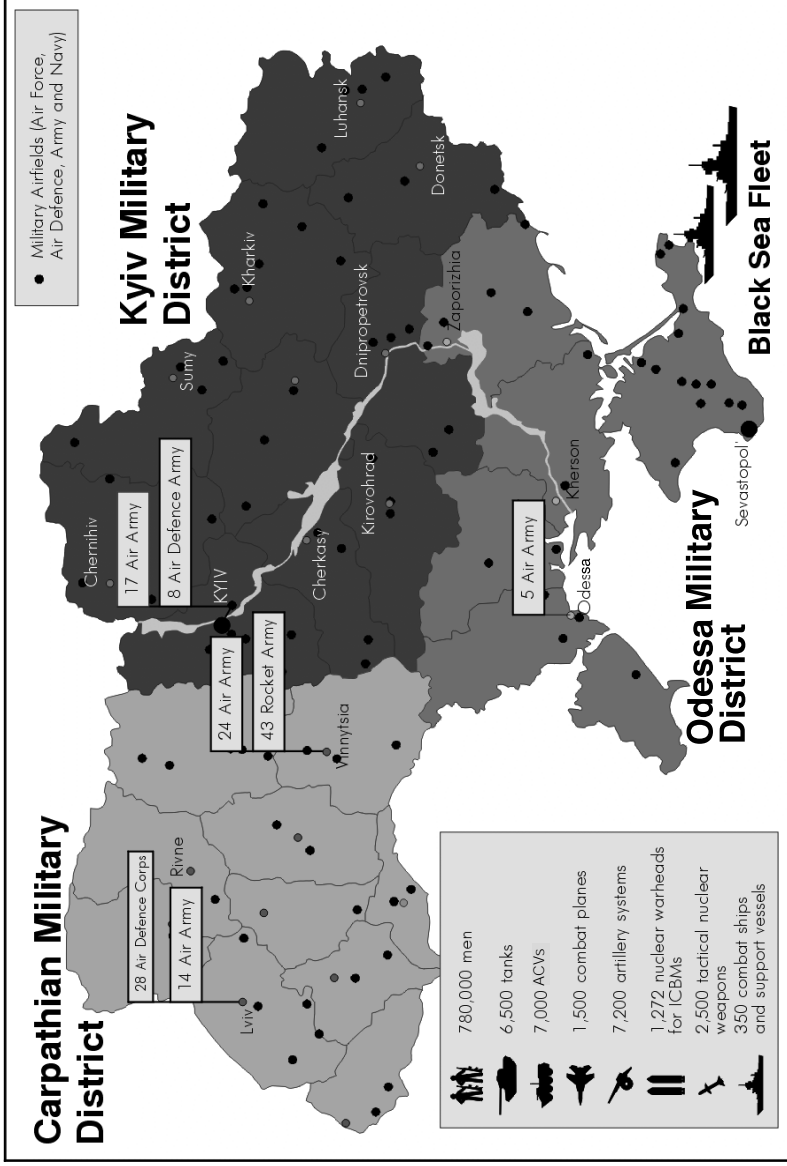 Carpathian Military
District
Kyiv Military
District
Military Airfields (Air Force,
Air Defence, Army and Navy)
28 Air Defence Corps
14 Air Army
Rivne
Lviv
24 Air Army
43 Rocket Army
Vinnytsia
17 Air Army
8 Air Defence Army
KYIV
Chernihiv
Sumy
Kharkiv
Luhansk
Donetsk
Dnipropetrovsk
Zaporizhia
Cherkasy
Kirovohrad
5 Air Army
Kherson
Odessa
Sevastopol'
Odessa Military
District
Black Sea Fleet
780,000 men
6,500 tanks
7,000 ACVs
1,500 combat planes
7,200 artillery systems
1,272 nuclear warheads
for ICBMs
2,500 tactical nuclear
weapons
350 combat ships
and support vessels